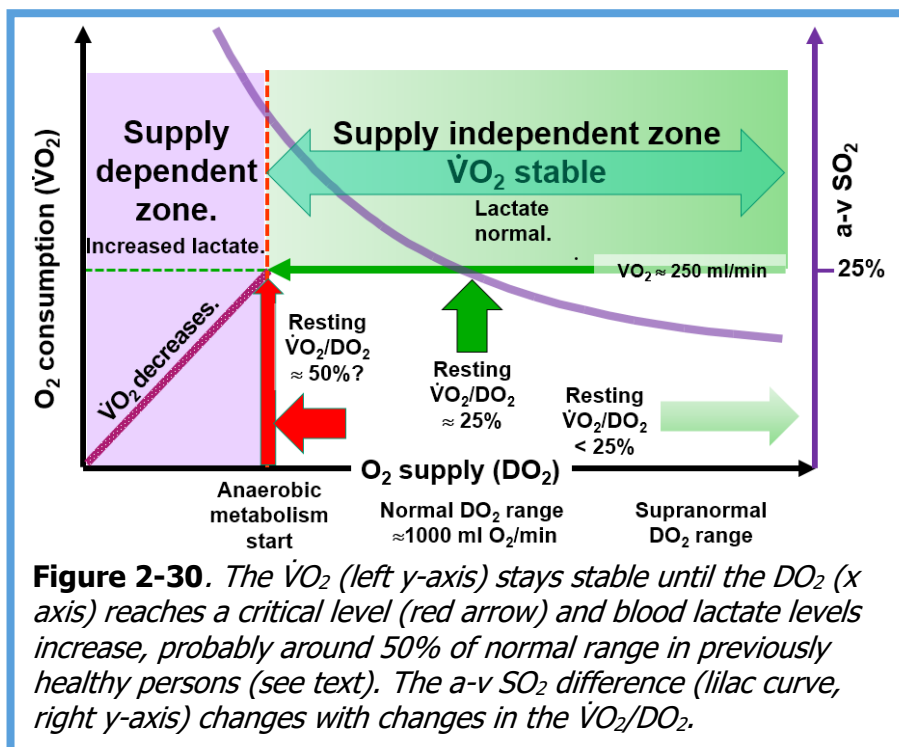 O₂ consumption (V̇O₂)
Supply
dependent
zone.
Increased lactate.
V̇O₂ decreases.
Supply independent zone
V̇O₂ stable
Lactate
normal.
VO₂ ≈ 250 ml/min
a-v SO₂
25%
Resting
V̇O₂/DO₂
≈ 50%?
Resting
V̇O₂/DO₂
≈ 25%
Resting
V̇O₂/DO₂
< 25%
O₂ supply (DO₂)
Anaerobic
metabolism
start
Normal DO₂ range
≈1000 ml O₂/min
Supranormal
DO₂ range
Figure 2-30. The V̇O₂ (left y-axis) stays stable until the DO₂ (x
axis) reaches a critical level (red arrow) and blood lactate levels
increase, probably around 50% of normal range in previously
healthy persons (see text). The a-v SO₂ difference (lilac curve,
right y-axis) changes with changes in the V̇O₂/DO₂.